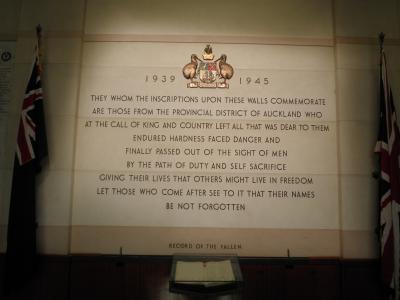 1939 1945
THEY WHOM THE INSCRIPTIONS UPON THESE WALLS COMMEMORATE
ARE THOSE FROM THE PROVINCIAL DISTRICT OF AUCKLAND WHO
AT THE CALL OF KING AND COUNTRY LEFT ALL THAT WAS DEAR TO THEM
ENDURED HARDNESS FACED DANGER AND
FINALLY PASSED OUT OF THE SIGHT OF MEN
BY THE PATH OF DUTY AND SELF SACRIFICE
GIVING THEIR LIVES THAT OTHERS MIGHT LIVE IN FREEDOM
LET THOSE WHO COME AFTER SEE TO IT THAT THEIR NAMES
BE NOT FORGOTTEN
RECORD OF THE FALLEN